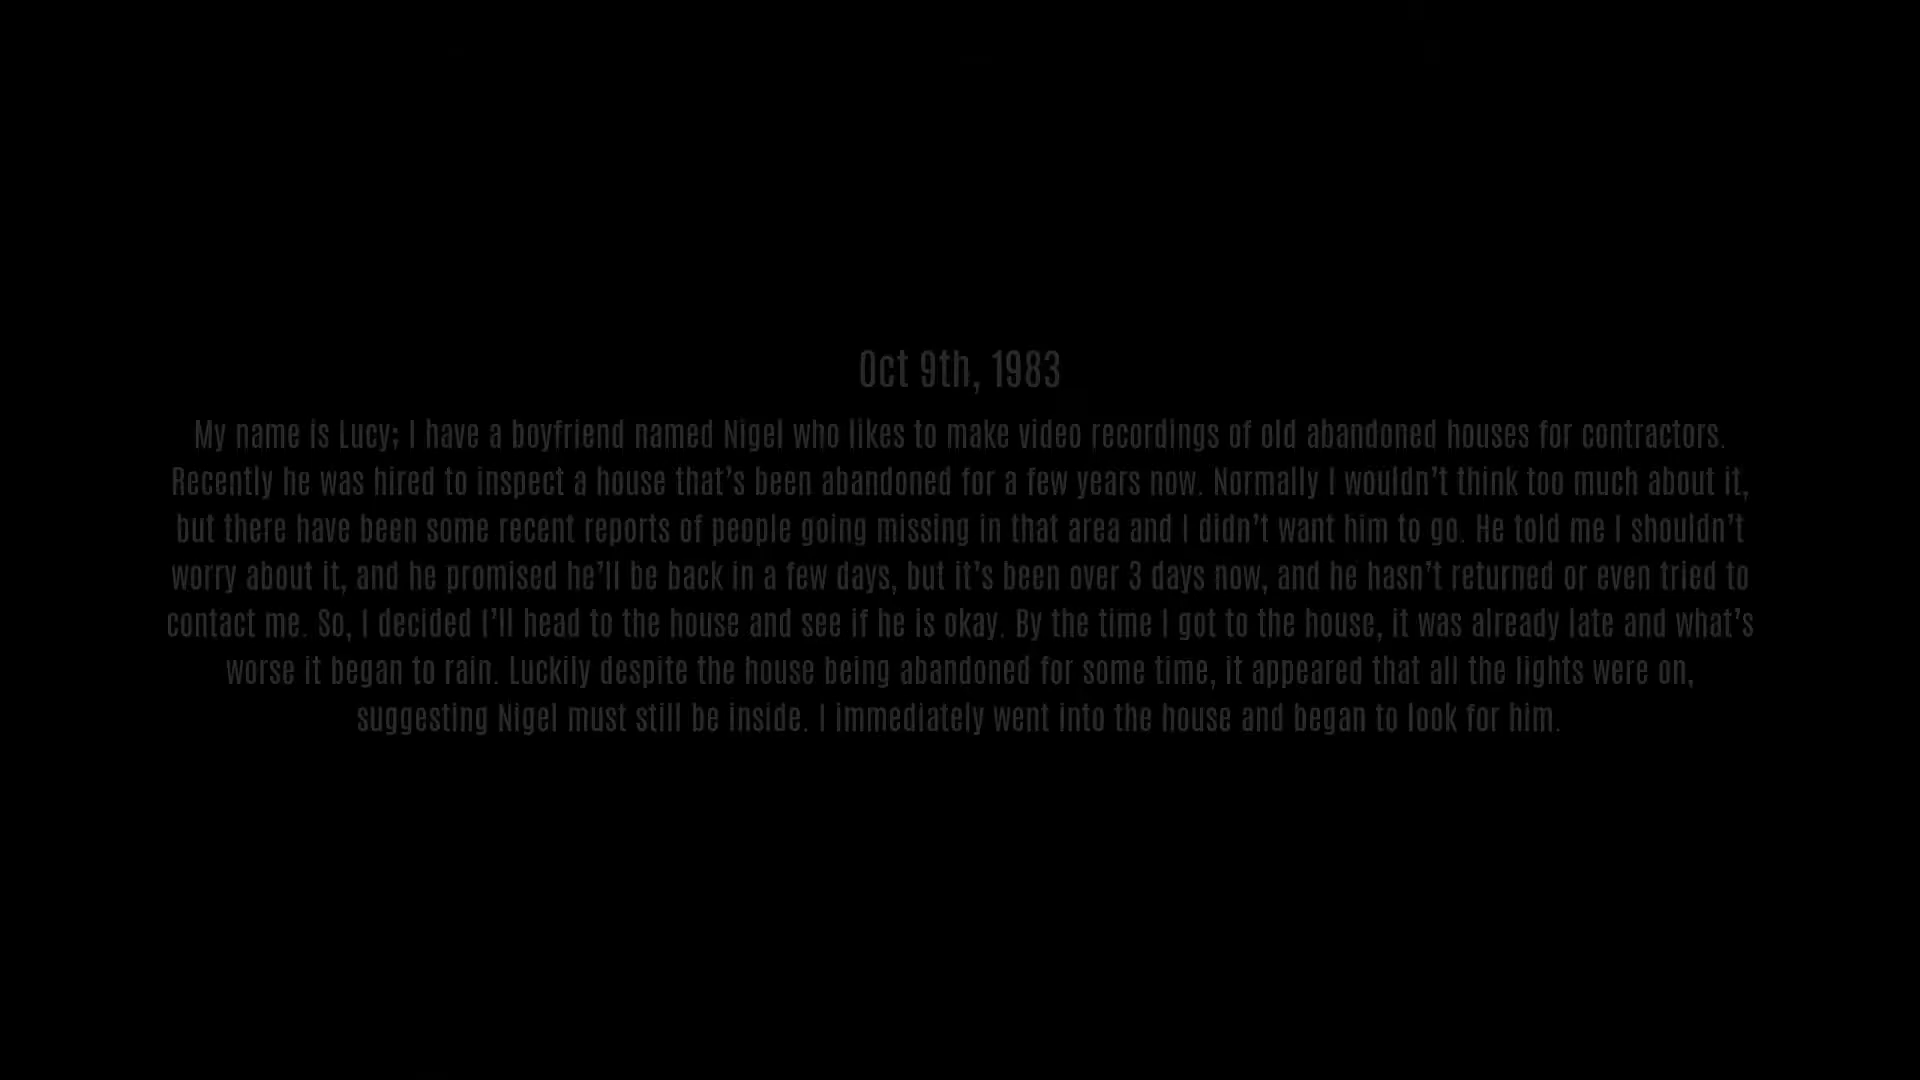 Oct 9th, 1983
My name is Lucy; I have a boyfriend named Nigel who likes to make video recordings of old abandoned houses for contractors.
Recently he was hired to inspect a house that’s been abandoned for a few years now. Normally I wouldn’t think too much about it,
but there have been some recent reports of people going missing in that area and I didn’t want him to go. He told me I shouldn’t
worry about it, and he promised he’ll be back in a few days, but it’s been over 3 days now, and he hasn’t returned or even tried to
contact me. So, I decided I’ll head to the house and see if he is okay. By the time I got to the house, it was already late and what’s
worse it began to rain. Luckily despite the house being abandoned for some time, it appeared that all the lights were on,
suggesting Nigel must still be inside. I immediately went into the house and began to look for him.